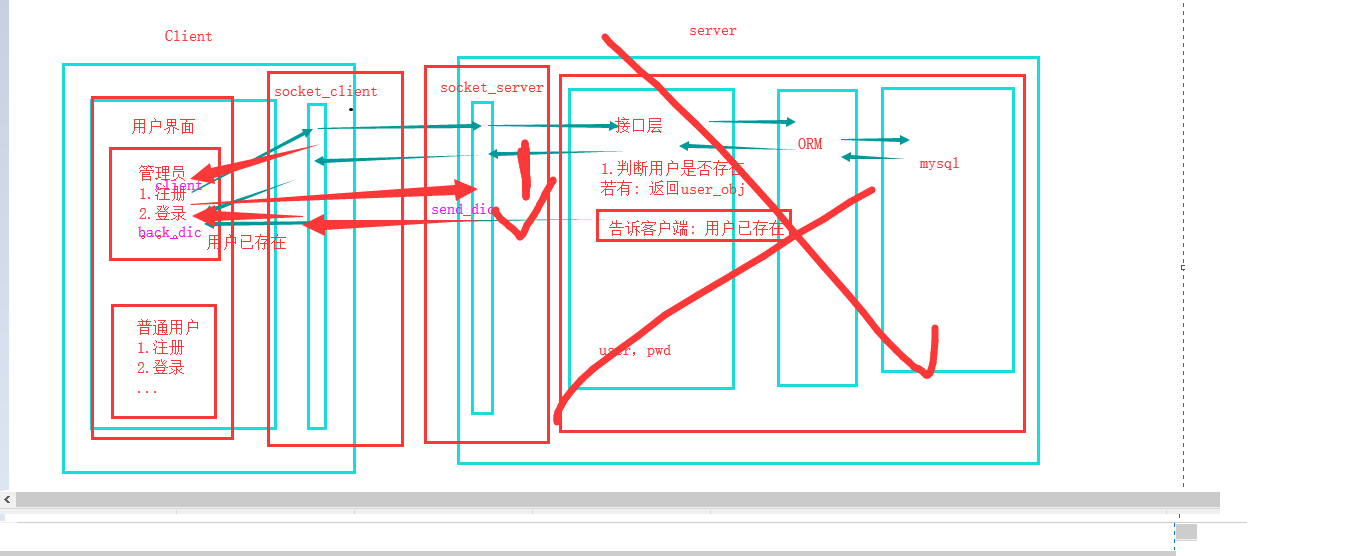 Client
server
socket_client
socket_server
用户界面
管理员
client
1.注册
2.登录
back_dic
...
用户已存在
send_dic
普通用户
1.注册
2.登录
...
接口层
1.判断用户是否存在
若有: 返回user_obj
告诉客户端: 用户已存在
user, pwd
ORM
mysql